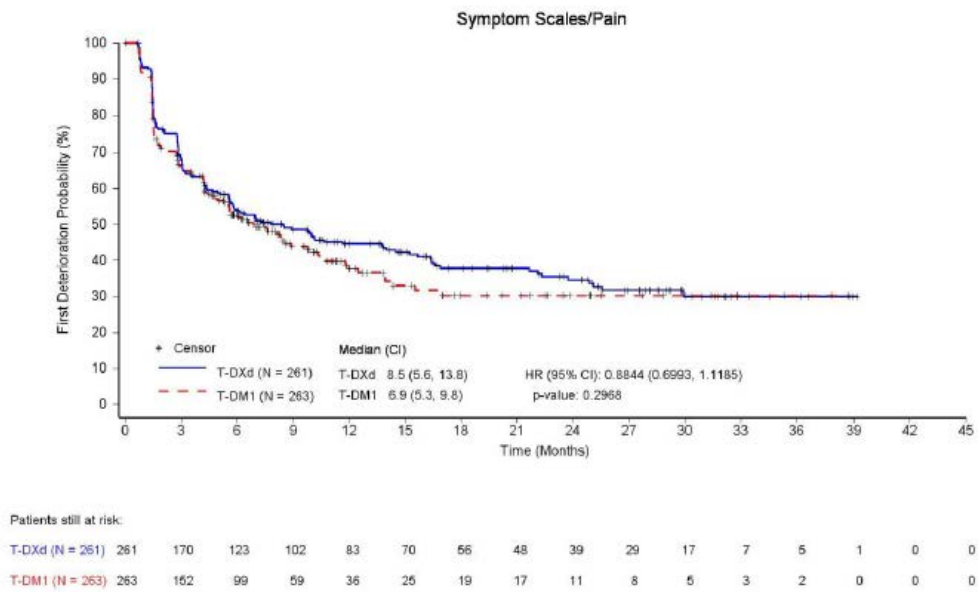 Symptom Scales/Pain
First Deterioration Probability (%)
100
90
80
70
60
50
40
30
20
10
0
+ Censor
Median (CI)
T-DXd (N = 261) T-DXd 8.5 (5.6, 13.8) HR (95% CI): 0.8844 (0.6993, 1.1185)
T-DM1 (N = 263) T-DM1 6.9 (5.3, 9.8) p-value: 0.2968
0 3 6 9 12 15 18 21 24 27 30 33 36 39 42 45
Time (Months)
Patients still at risk:
T-DXd (N = 261) 261 170 123 102 83 70 56 48 39 29 17 7 5 1 0 0
T-DM1 (N = 263) 263 152 99 59 36 25 19 17 11 8 5 3 2 0 0 0